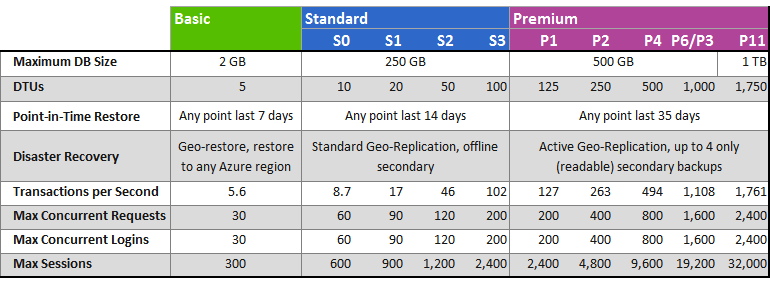 Basic Standard Premium
S0 S1 S2 S3 P1 P2 P4 P6/P3 P11
Maximum DB Size 2 GB 250 GB 500 GB 1 TB
DTUs 5 10 20 50 100 125 250 500 1,000 1,750
Point-in-Time Restore Any point last 7 days Any point last 14 days Any point last 35 days
Disaster Recovery Geo-restore, restore Standard Geo-Replication, offline Active Geo-Replication, up to 4 only
to any Azure region secondary (readable) secondary backups
Transactions per Second 5.6 8.7 17 46 102 127 263 494 1,108 1,761
Max Concurrent Requests 30 60 90 120 200 200 400 800 1,600 2,400
Max Concurrent Logins 30 60 90 120 200 200 400 800 1,600 2,400
Max Sessions 300 600 900 1,200 2,400 2,400 4,800 9,600 19,200 32,000